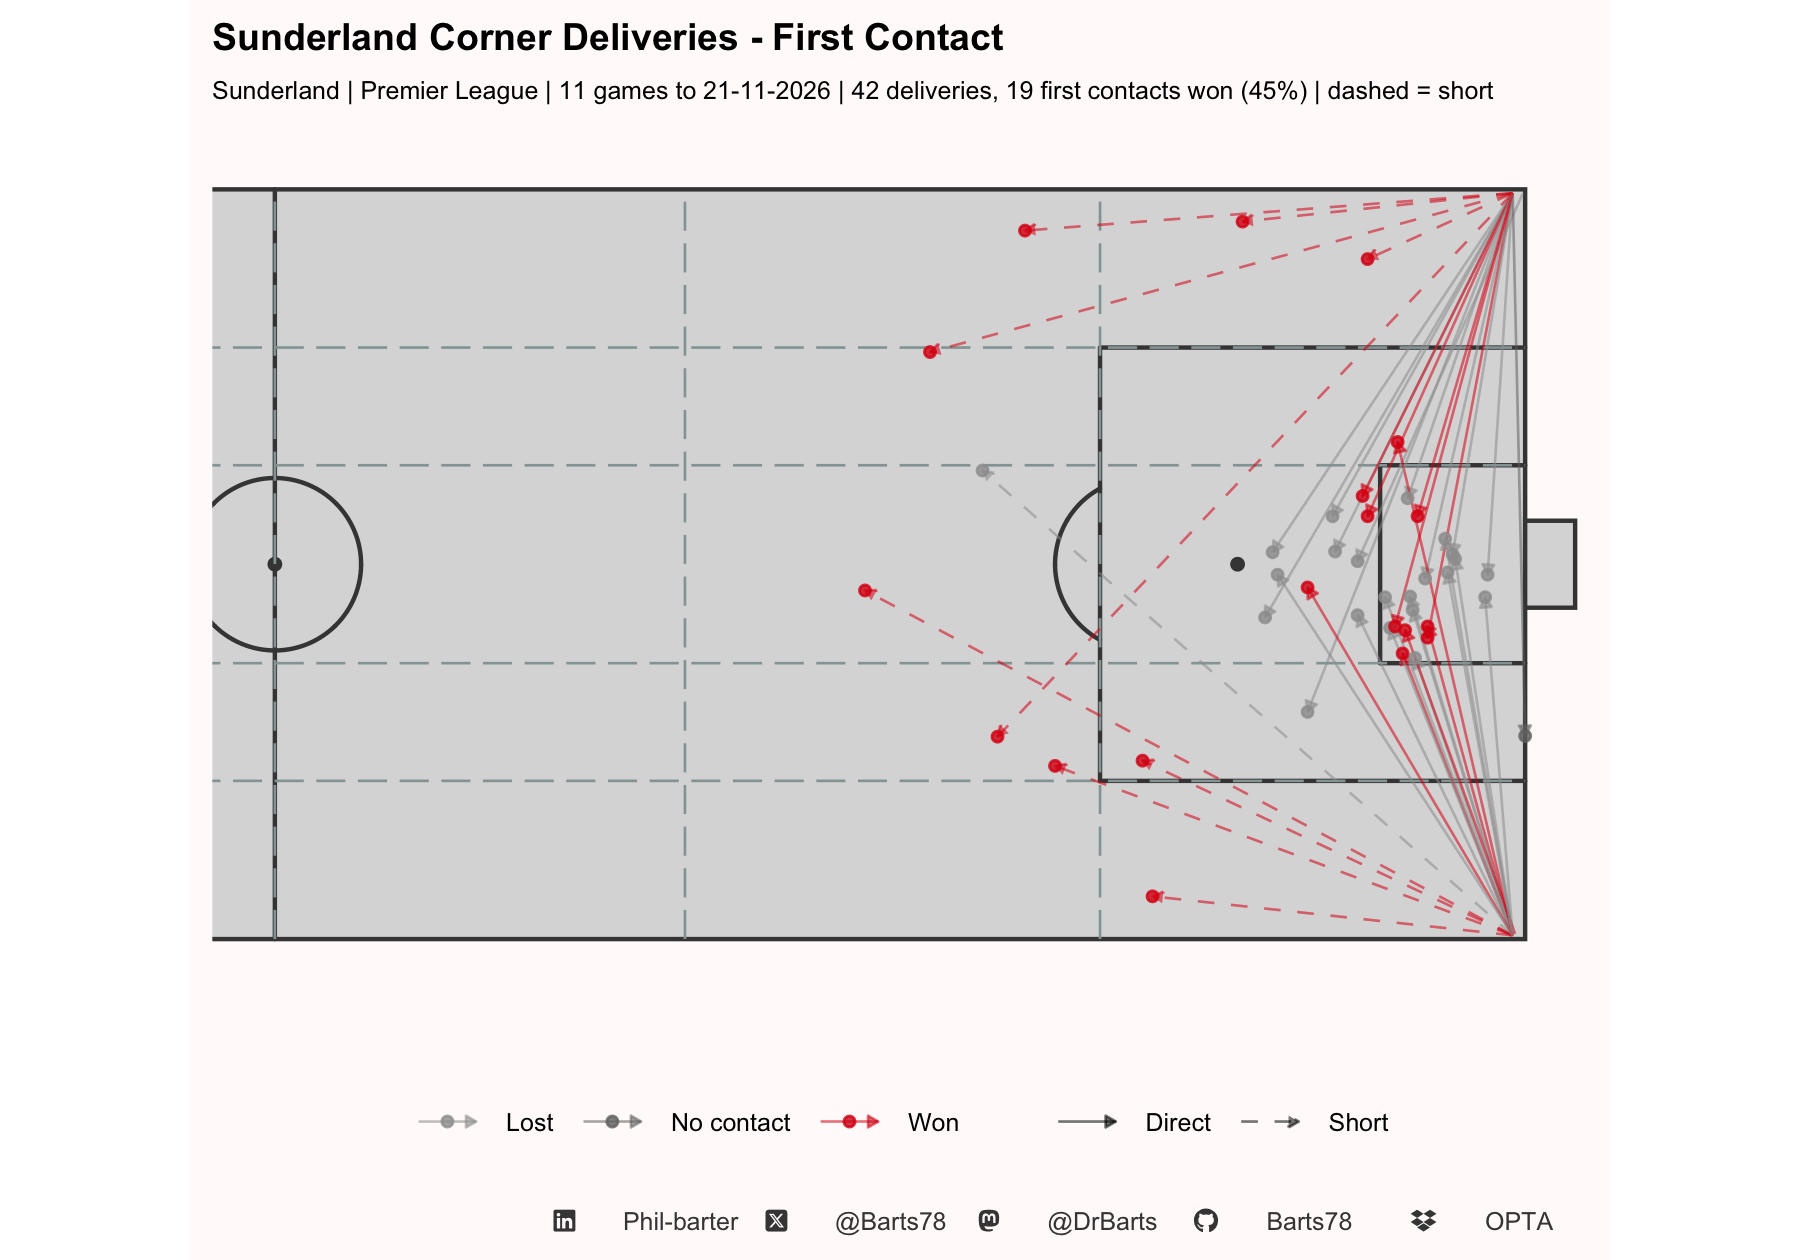 Sunderland Corner Deliveries - First Contact
Sunderland | Premier League | 11 games to 21-11-2026 | 42 deliveries, 19 first contacts won (45%) | dashed = short
Lost No contact Won Direct Short
Phil-barter @Barts78 @DrBarts Barts78 OPTA